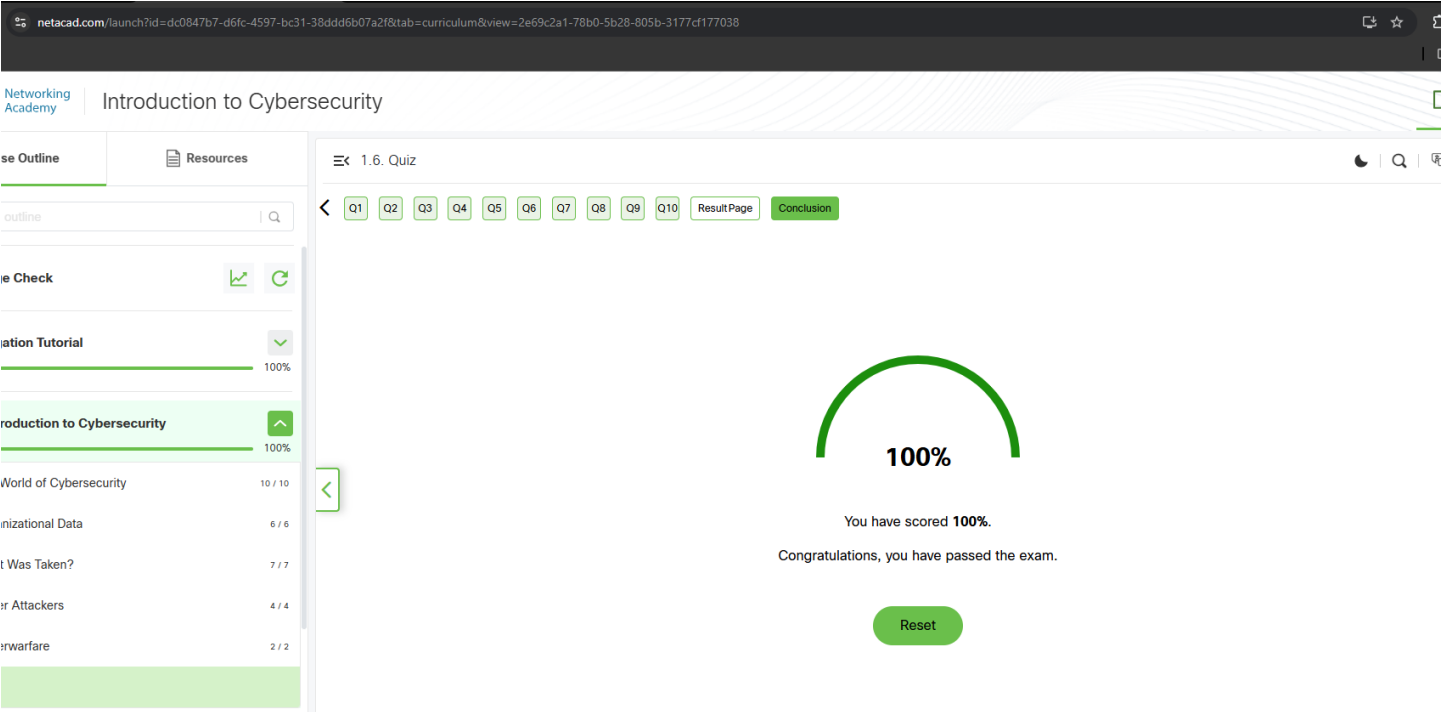 netacad.com/launch?id=dc0847b7-d6fc-4597-bc31-38ddd6b07a2f&tab=curriculum&view=2e69c2a1-78b0-5b28-805b-3177cf177038
Networking
Academy
Introduction to Cybersecurity
se Outline
Resources
1.6. Quiz
outline
Q1 Q2 Q3 Q4 Q5 Q6 Q7 Q8 Q9 Q10 Result Page Conclusion
e Check
ation Tutorial
100%
roduction to Cybersecurity
100%
World of Cybersecurity 10 / 10
nizational Data 6 / 6
t Was Taken? 7 / 7
er Attackers 4 / 4
erwarfare 2 / 2
100%
You have scored 100%.
Congratulations, you have passed the exam.
Reset